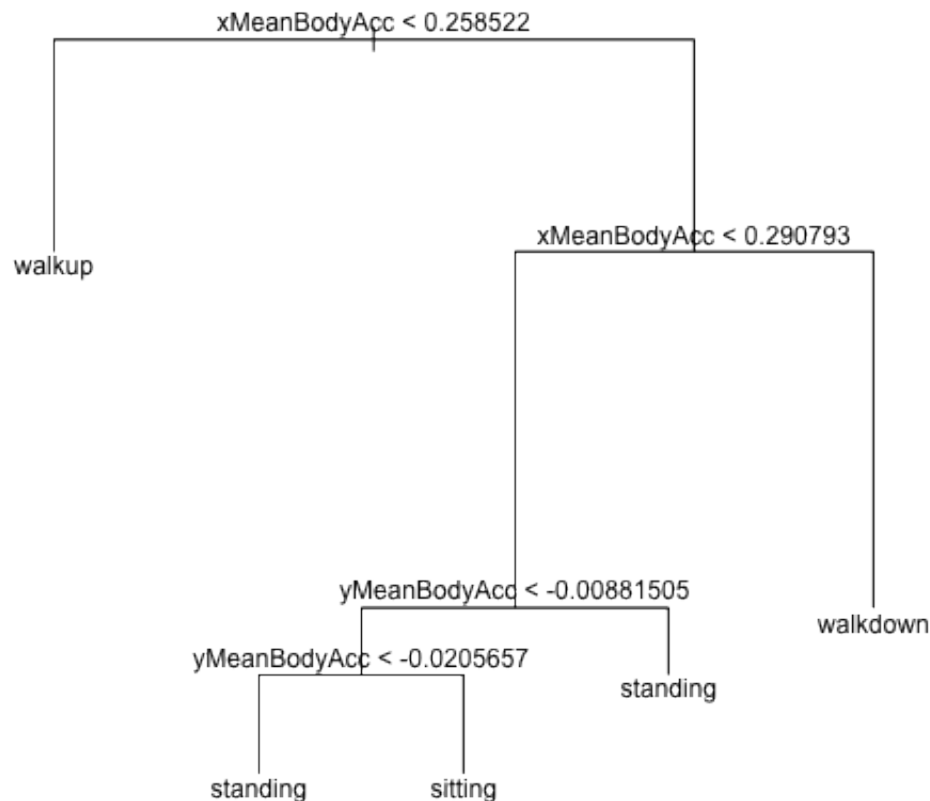 xMeanBodyAcc < 0.258522
xMeanBodyAcc < 0.290793
walkup
yMeanBodyAcc < -0.00881505
walkdown
yMeanBodyAcc < -0.0205657
standing
standing
sitting